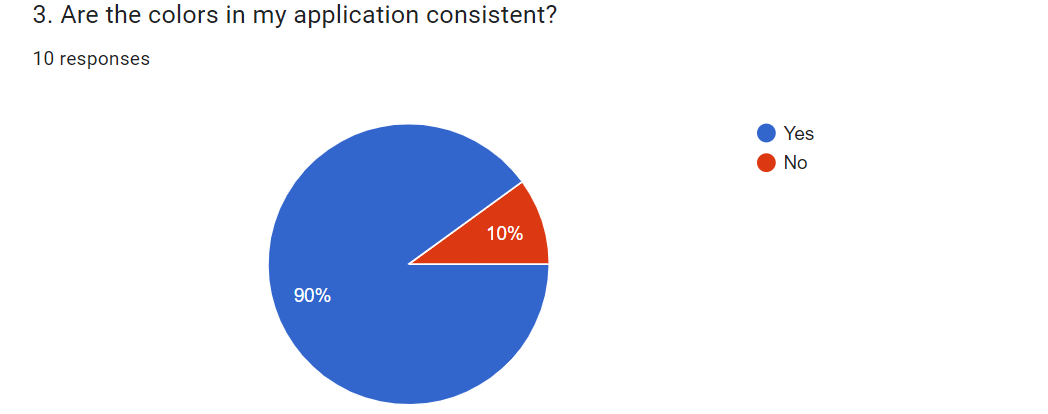 3. Are the colors in my application consistent?
10 responses
Yes
No
10%
90%